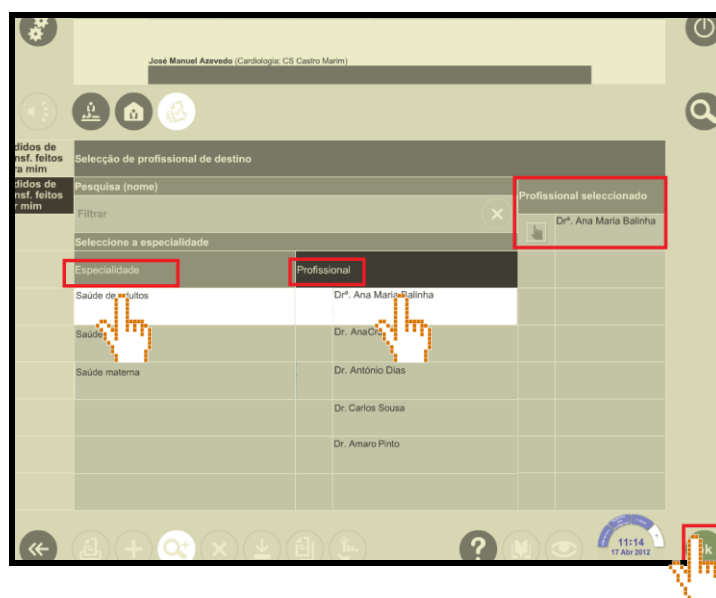 José Manuel Azevedo (Cardiologia; CS Castro Marim)
didos de
nsf. feitos
ra mim
didos de
nsf. feitos
r mim
Selecção de profissional de destino
Pesquisa (nome)
Filtrar
Seleccione a especialidade
Especialidade
Profissional
Profissional seleccionado
Drª. Ana Maria Balinha
Saúde de adultos
Drª. Ana Maria Balinha
Saúde
Dr. AnaCr
Saúde materna
Dr. António Dias
Dr. Carlos Sousa
Dr. Amaro Pinto
?
11:14
17 Abr 2012